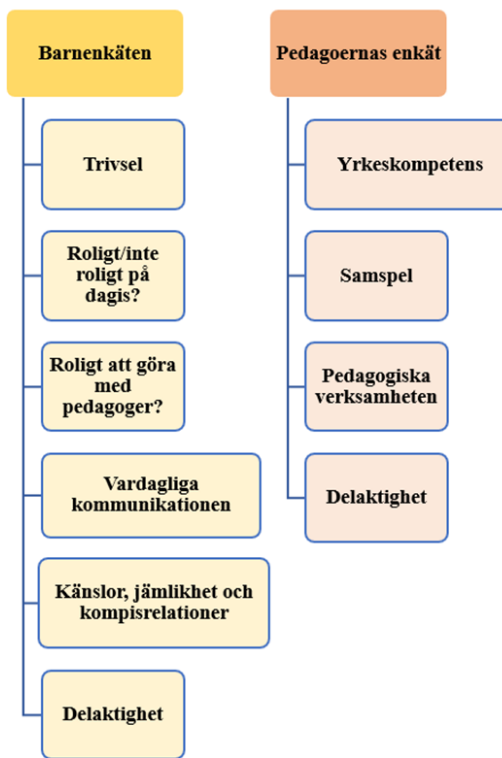 Barnenkäten
Trivsel
Roligt/inte
roligt på
dagis?
Roligt att göra
med
pedagoger?
Vardagliga
kommunikationen
Känslor, jämlikhet och
kompisrelationer
Delaktighet
Pedagoernas enkät
Yrkeskompetens
Samspel
Pedagogiska
verksamheten
Delaktighet